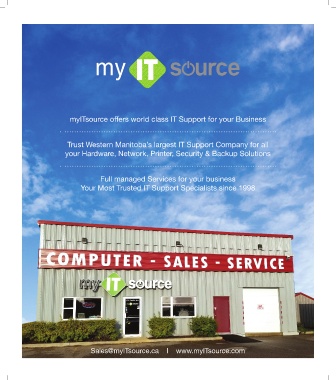 my IT source
myITsource offers world class IT Support for your Business
Trust Western Manitoba's largest IT Support Company for all
your Hardware, Network, Printer, Security & Backup Solutions
Full managed Services for your business
Your Most Trusted IT Support Specialists since 1998
COMPUTER - SALES - SERVICE
my IT source
Sales@myITsource.ca | www.myITsource.com